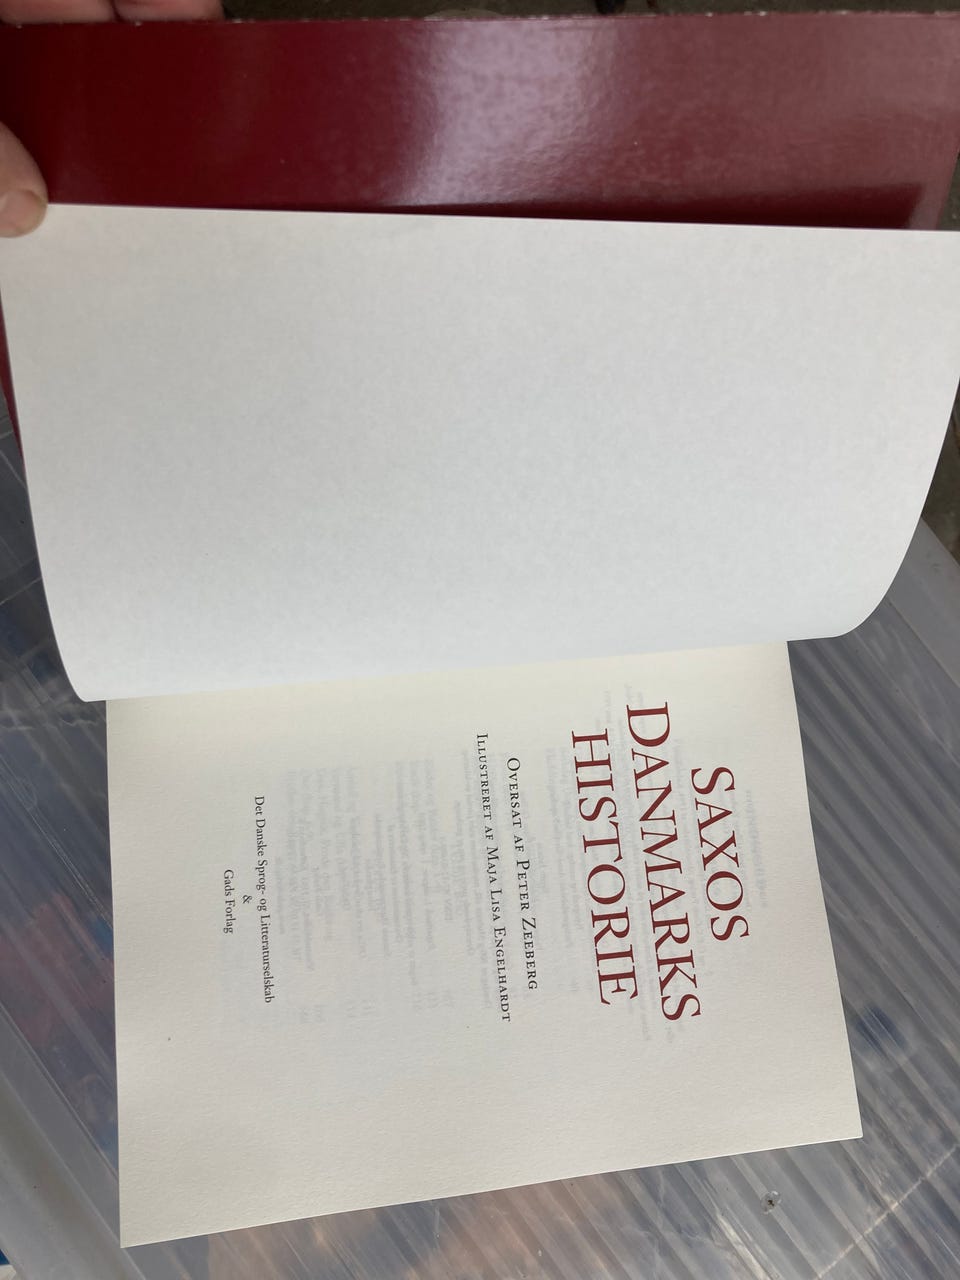 SAXOS
DANMARKS
HISTORIE
OVERSAT AF PETER ZEEBERG
ILLUSTRERET AF MAJA LISA ENGELHARDT
Det Danske Sprog- og Litteraturselskab
&
Gads Forlag